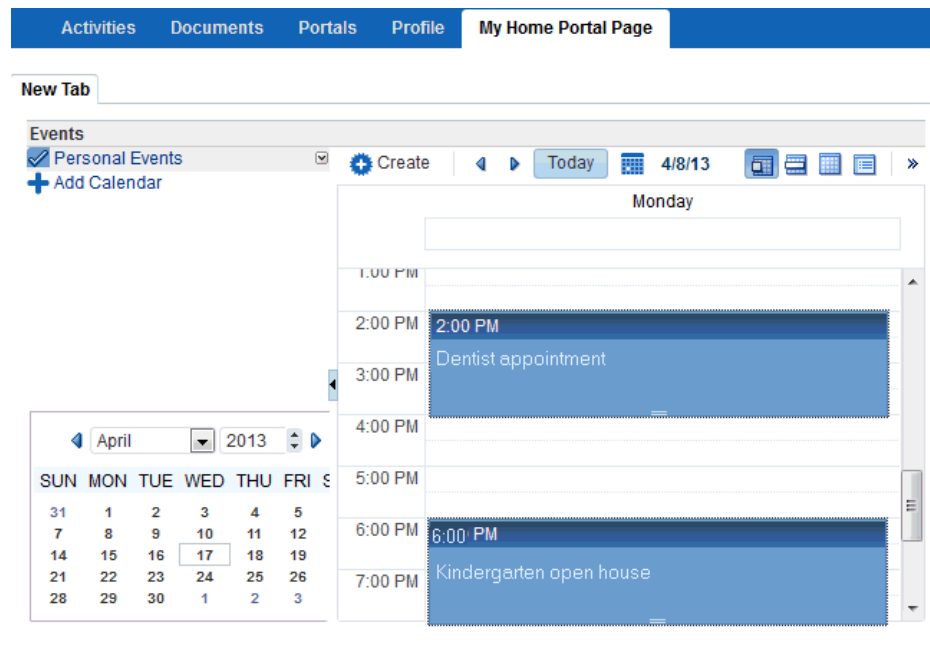 Activities Documents Portals Profile My Home Portal Page
New Tab
Events
Personal Events
Add Calendar
Create Today 4/8/13 »
Monday
1:00 PM
2:00 PM
2:00 PM
Dentist appointment
3:00 PM
4:00 PM
5:00 PM
6:00 PM
6:00 PM
Kindergarten open house
7:00 PM
April 2013
SUN MON TUE WED THU FRI S
31 1 2 3 4 5
7 8 9 10 11 12
14 15 16 17 18 19
21 22 23 24 25 26
28 29 30 1 2 3